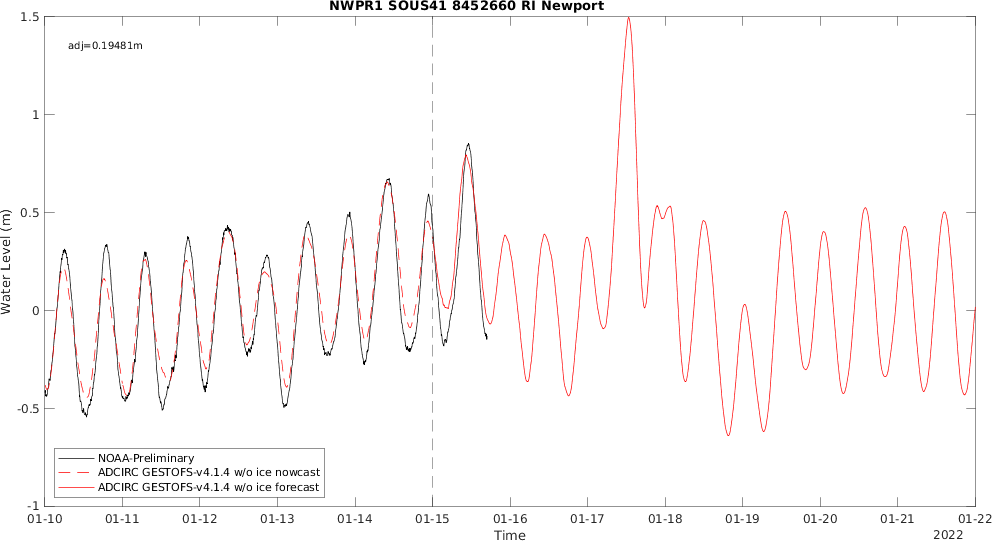 NWPR1 SOUS41 8452660 RI Newport
1.5
adj=0.19481m
1
0.5
0
-0.5
-1
Water Level (m)
NOAA-Preliminary
ADCIRC GESTOFS-v4.1.4 w/o ice nowcast
ADCIRC GESTOFS-v4.1.4 w/o ice forecast
01-10 01-11 01-12 01-13 01-14 01-15 01-16 01-17 01-18 01-19 01-20 01-21 01-22
Time
2022